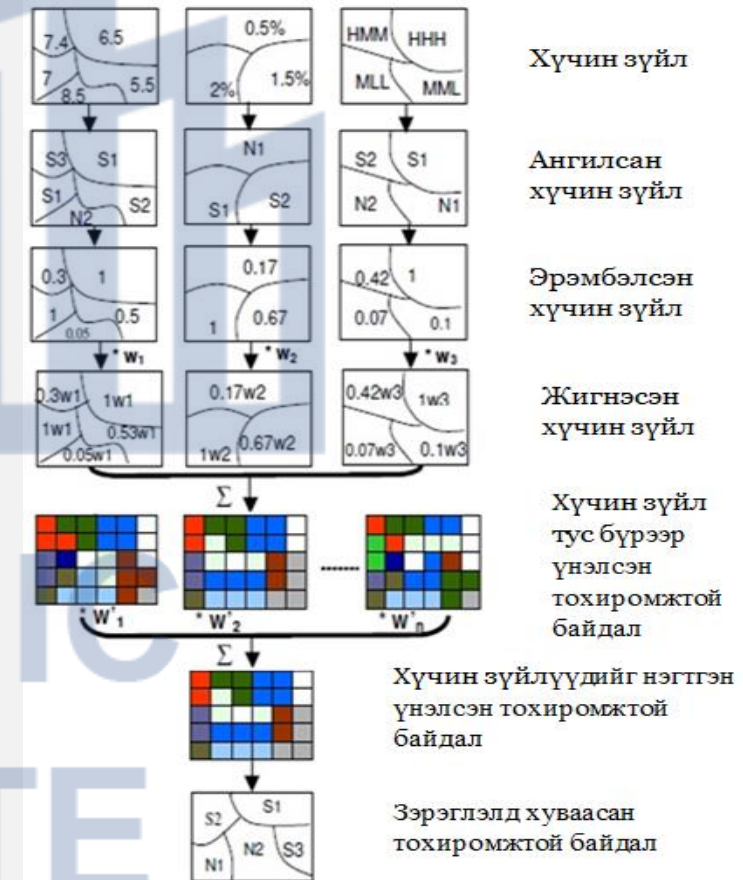 7.4 6.5
7 8.5 5.5
0.5%
2% 1.5%
HMM HHH
MLL MML
Хүчин зүйл
S3 S1
S1 N2 S2
N1
S1 S2
S2 S1
N2 N1
Ангилсан
хүчин зүйл
0.3 1
1 0.05 0.5
0.17
1 0.67
0.42 1
0.07 0.1
Эрэмбэлсэн
хүчин зүйл
* w1
* w2
* w3
0.3w1 1w1
1w1 0.53w1
0.05w1
0.17w2
1w2 0.67w2
0.42w3 1w3
0.07w3 0.1w3
Жигнэсэн
хүчин зүйл
Σ
Хүчин зүйл
тус бүрээр
үнэлсэн
тохиромжтой
байдал
* W'1
* W'2
* W'n
Σ
Хүчин зүйлүүдийг нэгтгэн
үнэлсэн тохиромжтой
байдал
S2 S1
N1 N2 S3
Зэрэглэлд хуваасан
тохиромжтой байдал
TE